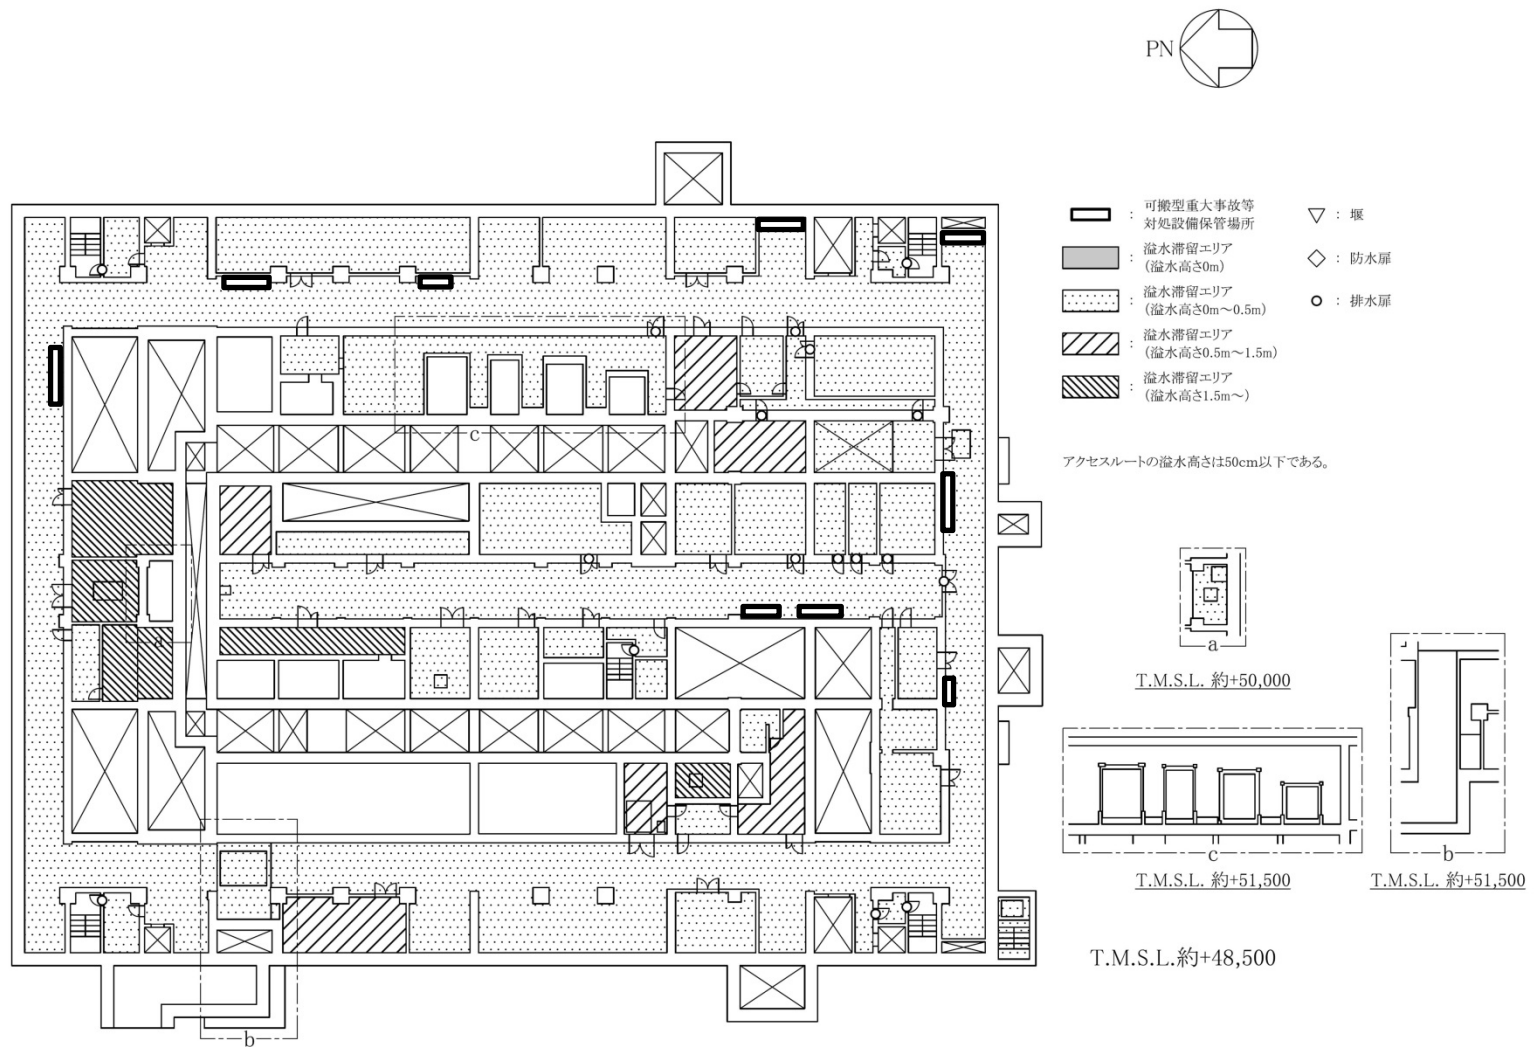 PN
: 可搬型重大事故等
対処設備保管場所
: 溢水滞留エリア
(溢水高さ0m)
: 溢水滞留エリア
(溢水高さ0m～0.5m)
: 溢水滞留エリア
(溢水高さ0.5m～1.5m)
: 溢水滞留エリア
(溢水高さ1.5m～)
: 堰
: 防水扉
: 排水扉
アクセスルートの溢水高さは50cm以下である。
c
a
b
a
T.M.S.L. 約+50,000
c
T.M.S.L. 約+51,500
b
T.M.S.L. 約+51,500
T.M.S.L.約+48,500